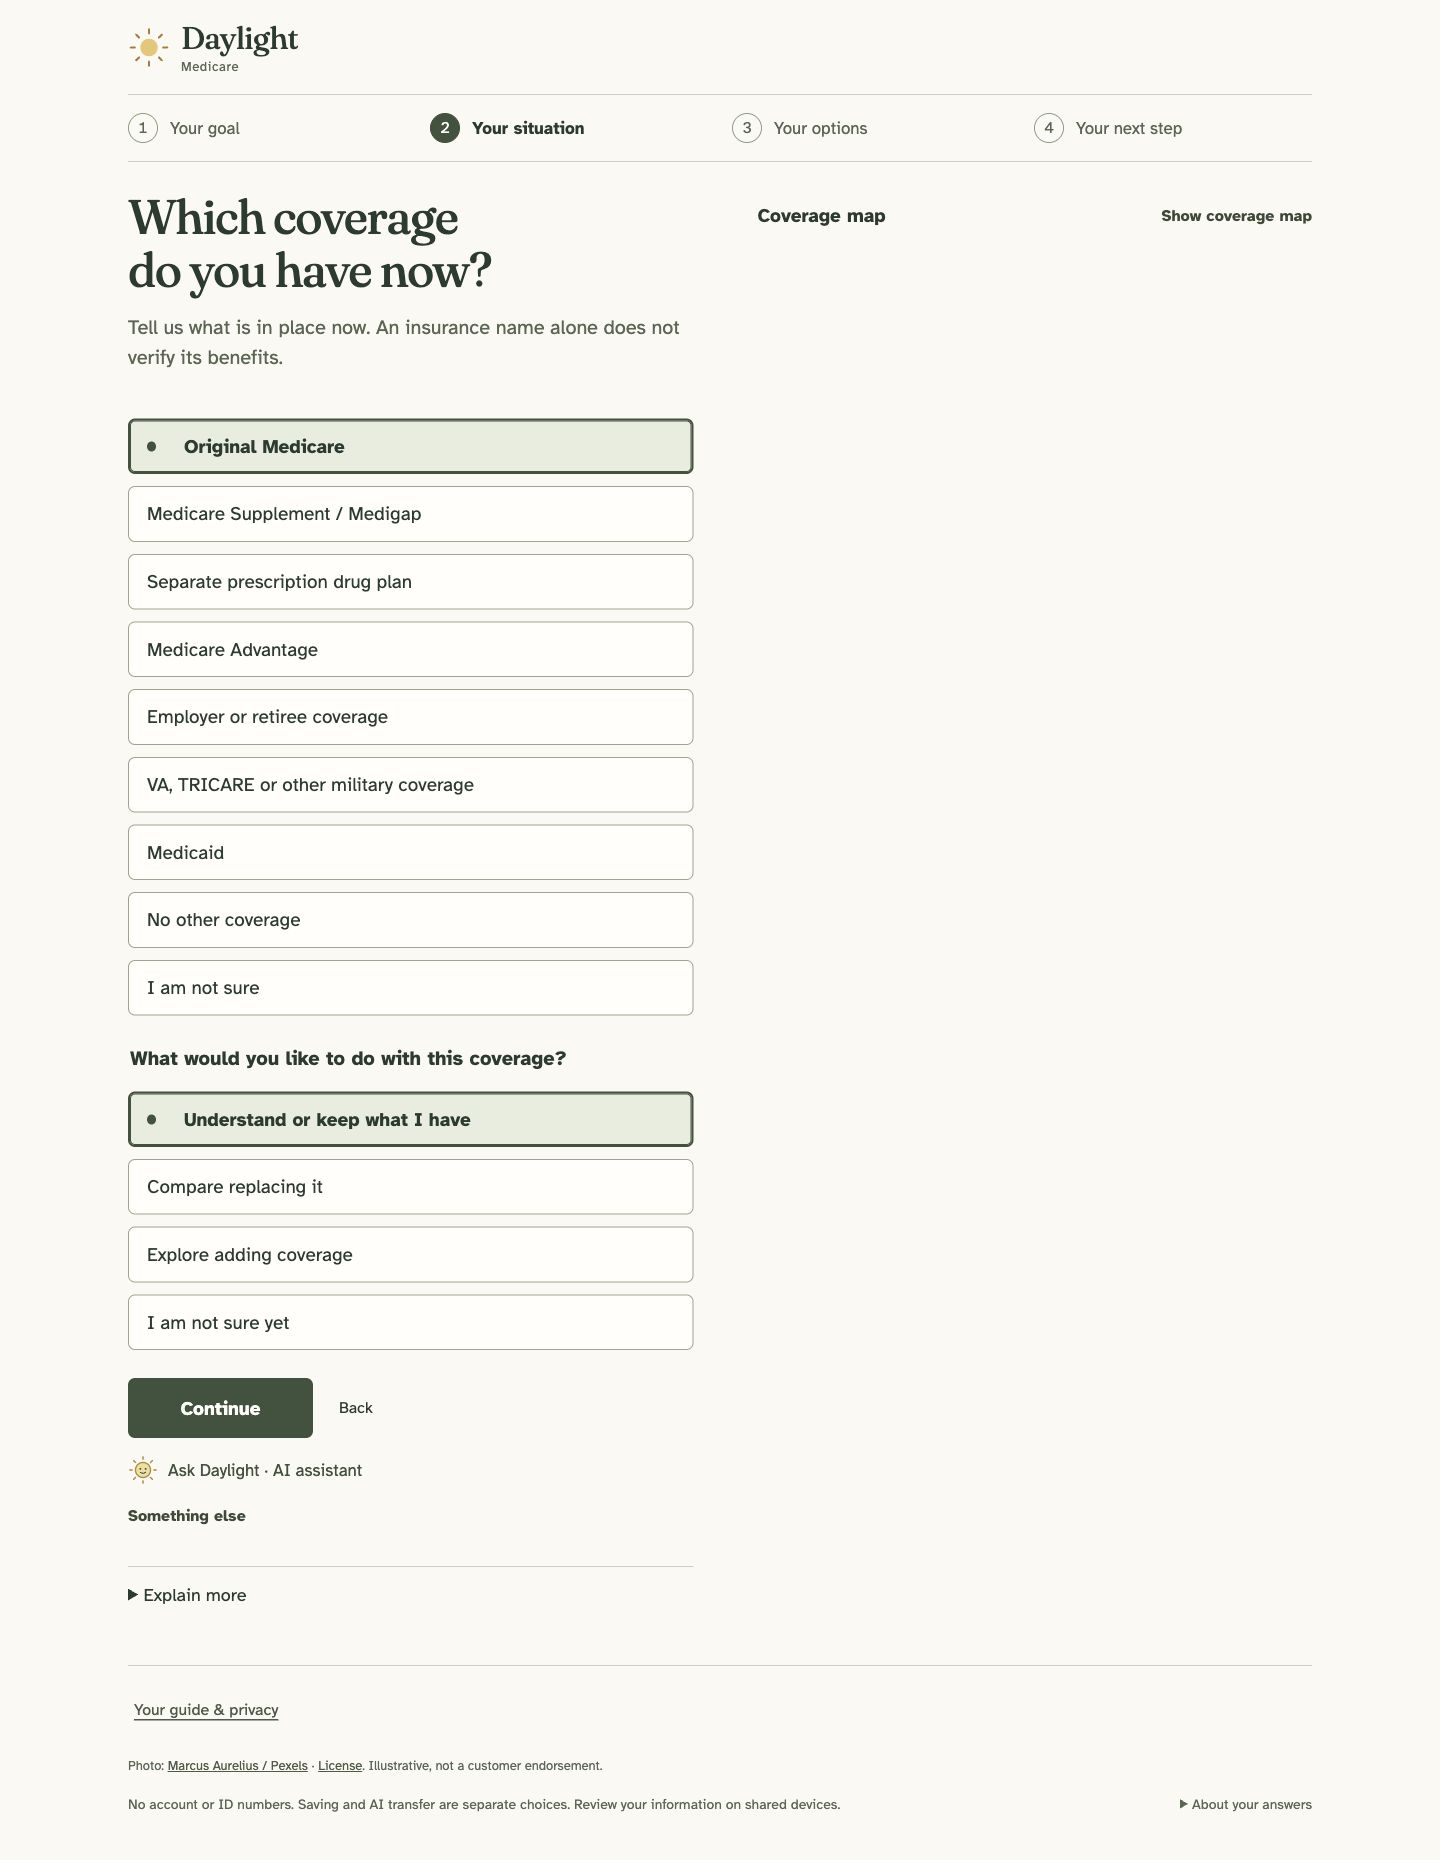 Daylight
Medicare
1 Your goal
2 Your situation
3 Your options
4 Your next step
Which coverage
do you have now?
Tell us what is in place now. An insurance name alone does not
verify its benefits.
Coverage map
Show coverage map
Original Medicare
Medicare Supplement / Medigap
Separate prescription drug plan
Medicare Advantage
Employer or retiree coverage
VA, TRICARE or other military coverage
Medicaid
No other coverage
I am not sure
What would you like to do with this coverage?
Understand or keep what I have
Compare replacing it
Explore adding coverage
I am not sure yet
Continue
Back
Ask Daylight · AI assistant
Something else
Explain more
Your guide & privacy
Photo: Marcus Aurelius / Pexels · License. Illustrative, not a customer endorsement.
No account or ID numbers. Saving and AI transfer are separate choices. Review your information on shared devices.
About your answers